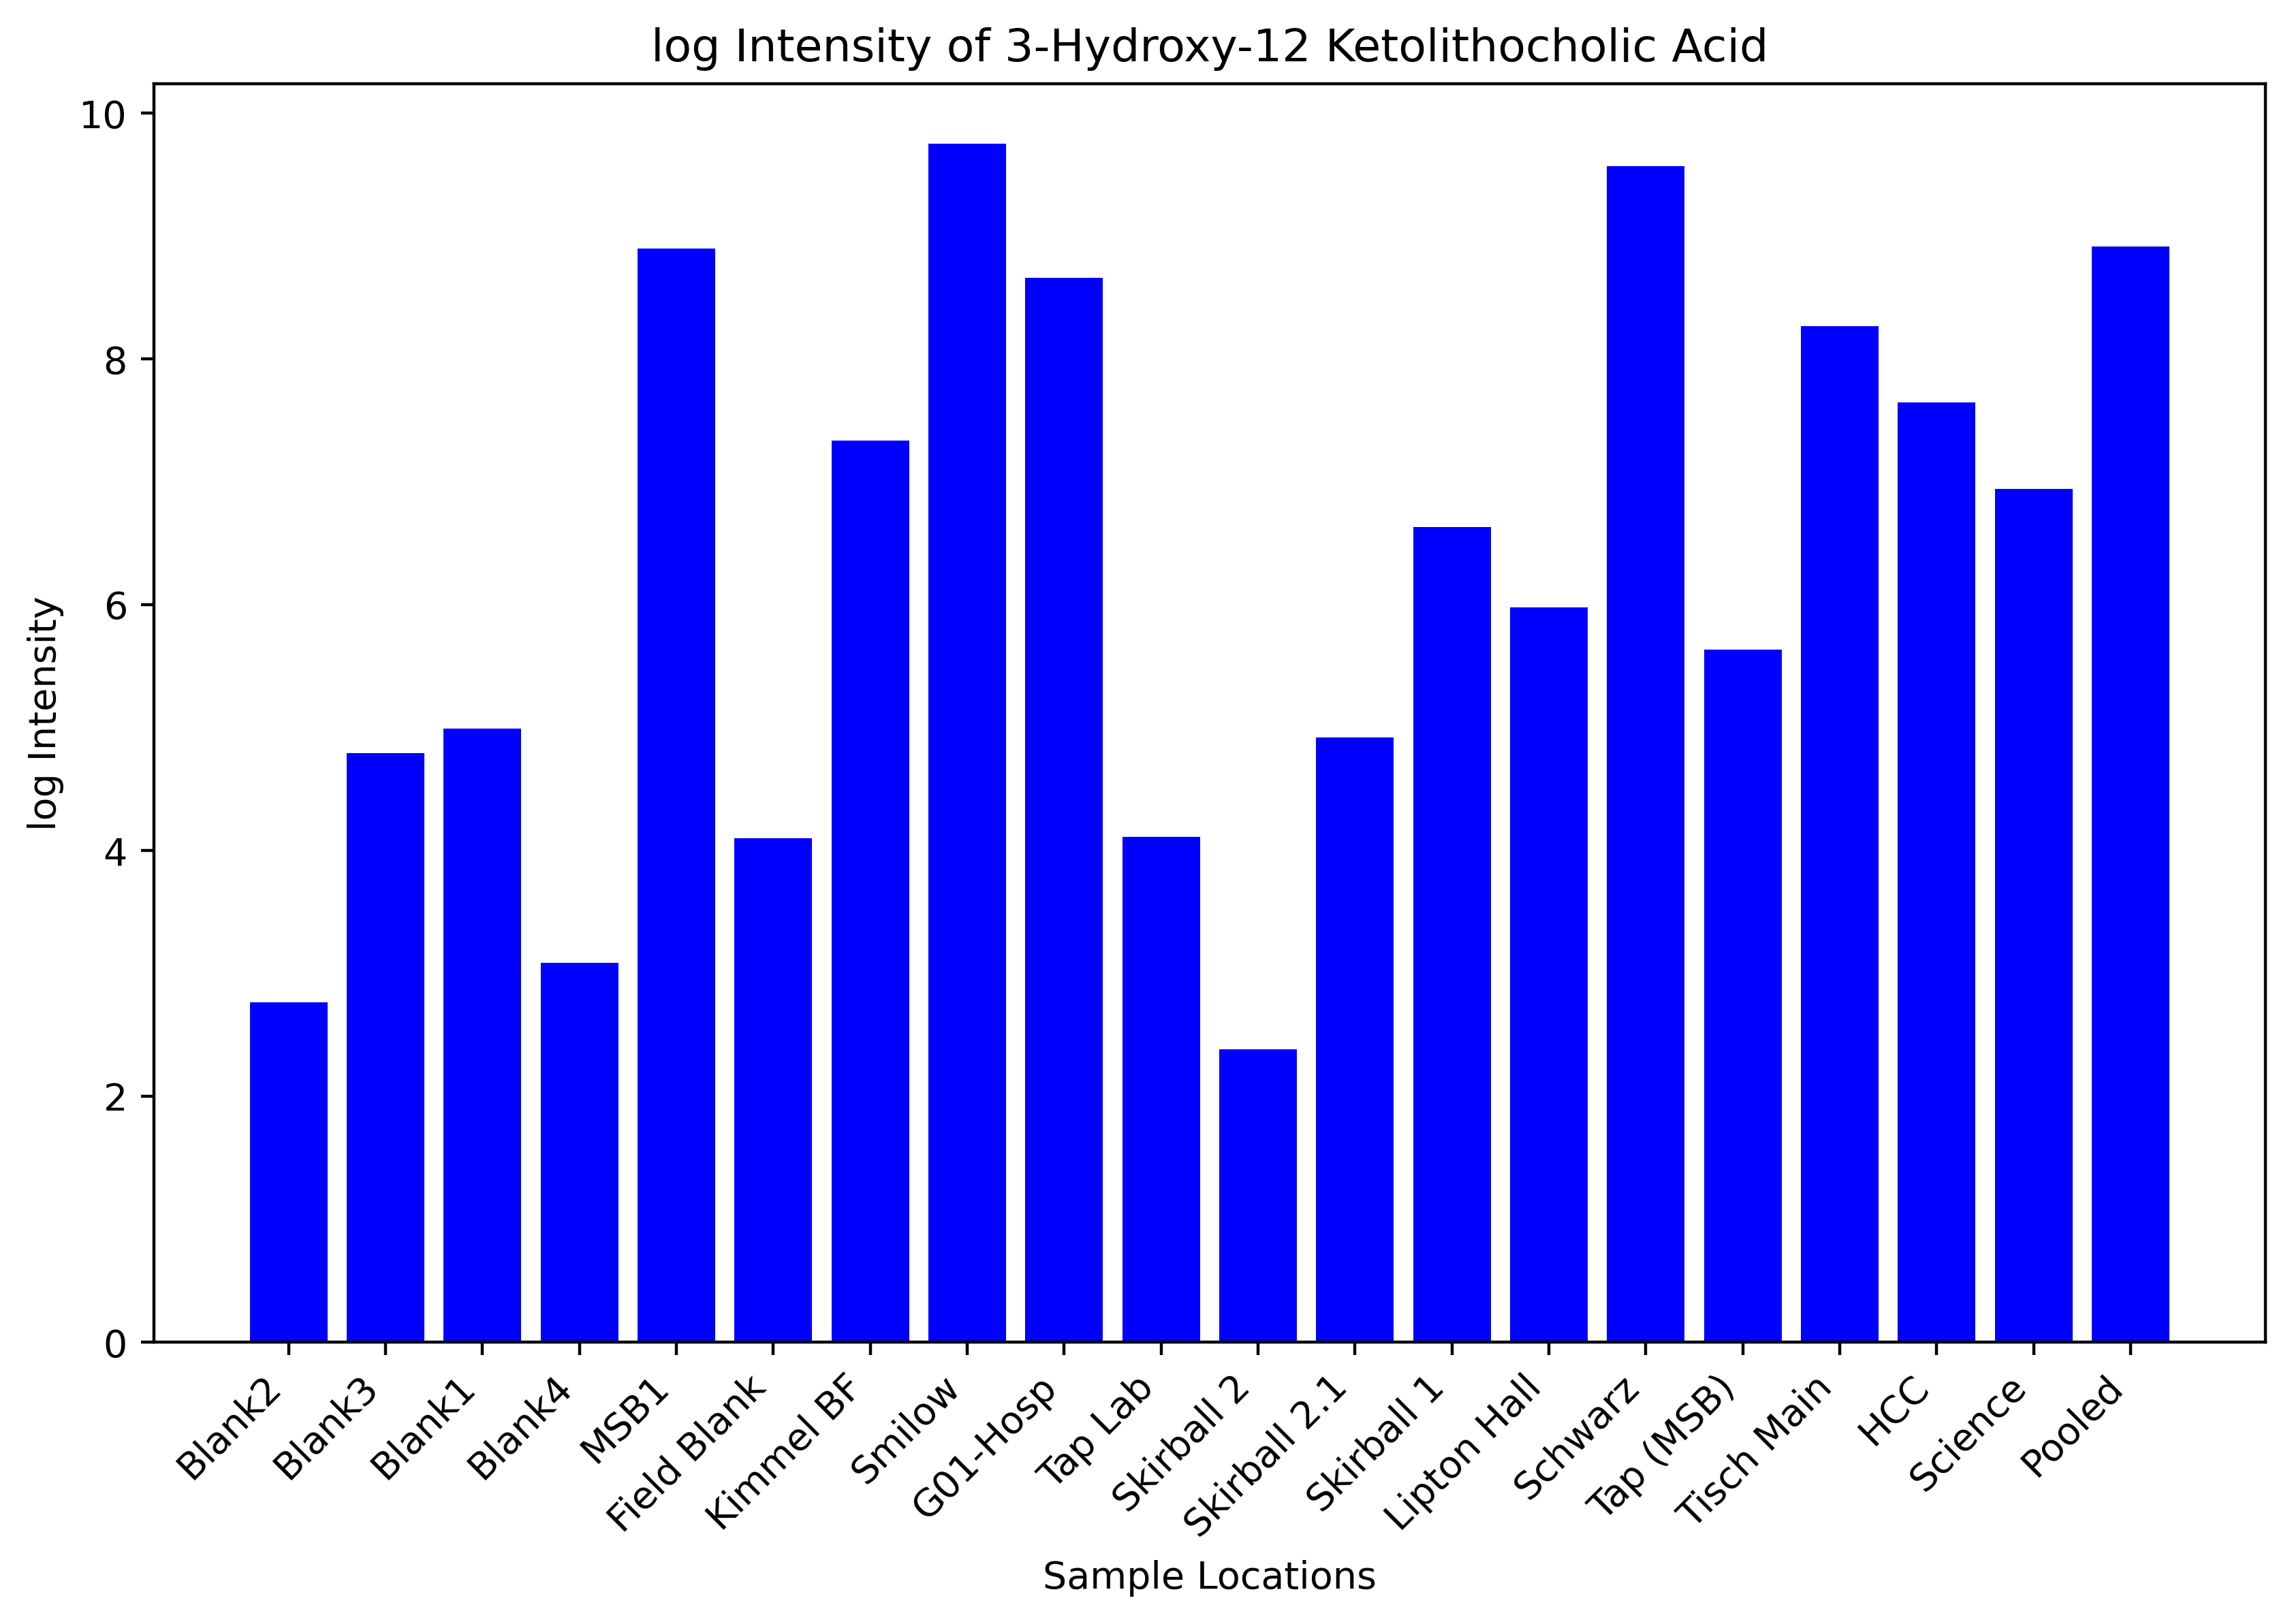 log Intensity of 3-Hydroxy-12 Ketolithocholic Acid
10
8
6
4
2
0
log Intensity
Blank2
Blank3
Blank1
Blank4
MSB1
Field Blank
Kimmel BF
Smilow
G01-Hosp
Tap Lab
Skirball 2
Skirball 2.1
Skirball 1
Lipton Hall
Schwarz
Tap (MSB)
Tisch Main
HCC
Science
Pooled
Sample Locations